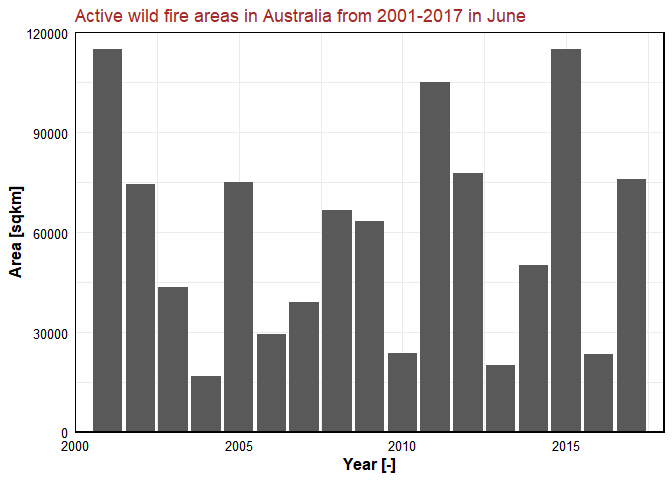 Active wild fire areas in Australia from 2001-2017 in June
120000
90000
60000
30000
0
Area [sqkm]
2000 2005 2010 2015
Year [-]